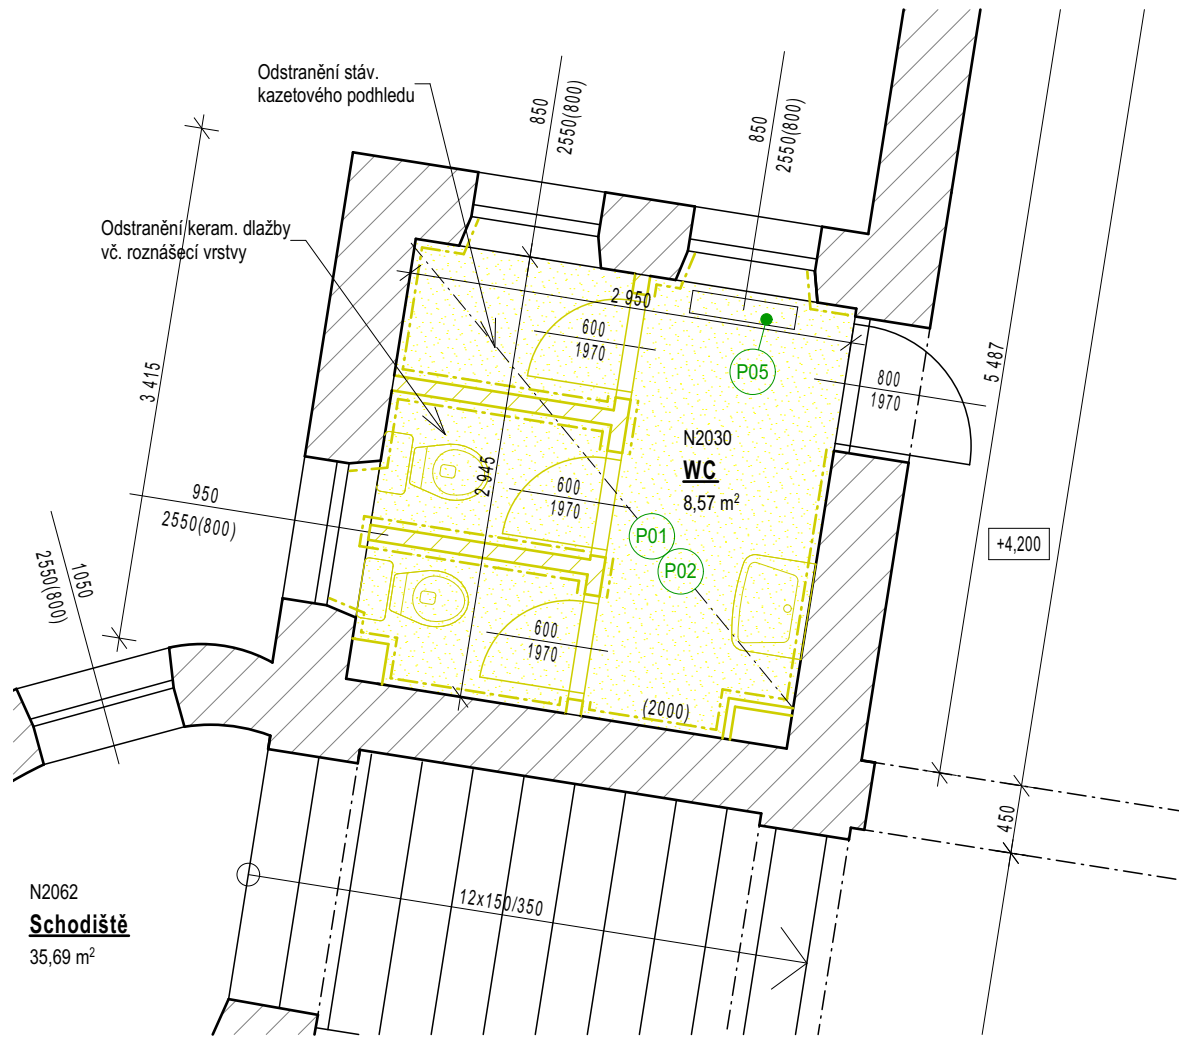 Odstranění stáv.
kazetového podhledu
850
2550(800)
850
2550(800)
Odstranění keram. dlažby
vč. roznášecí vrstvy
2 950
600
1970
P05
5 487
800
1970
3 415
N2030
WC
8,57 m²
2 945
950
2550(800)
600
1970
P01
P02
+4,200
1050
2550(800)
600
1970
(2000)
450
12x150/350
N2062
Schodiště
35,69 m²